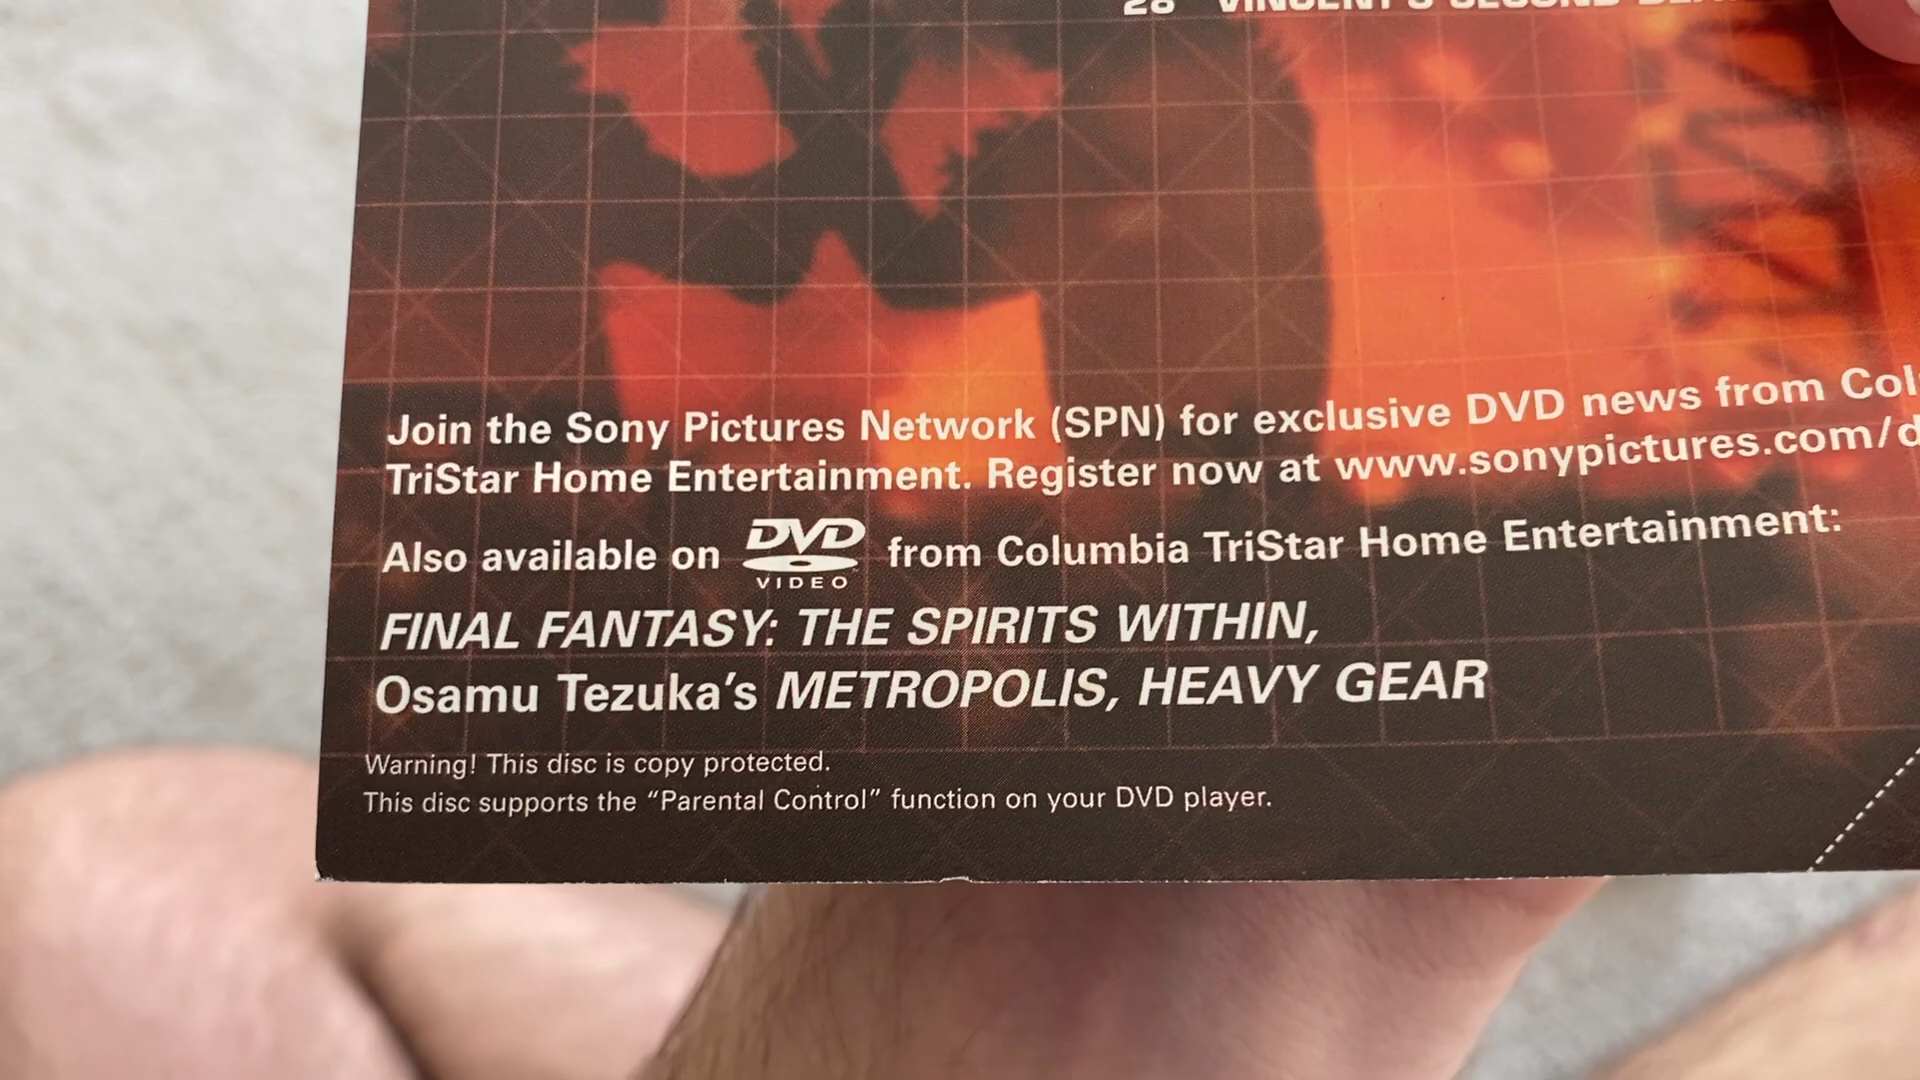 28 VINCENT'S SECOND
Join the Sony Pictures Network (SPN) for exclusive DVD news from
TriStar Home Entertainment. Register now at www.sonypictures.com/d
Also available on DVD VIDEO from Columbia TriStar Home Entertainment:
FINAL FANTASY: THE SPIRITS WITHIN,
Osamu Tezuka's METROPOLIS, HEAVY GEAR
Warning! This disc is copy protected.
This disc supports the “Parental Control” function on your DVD player.